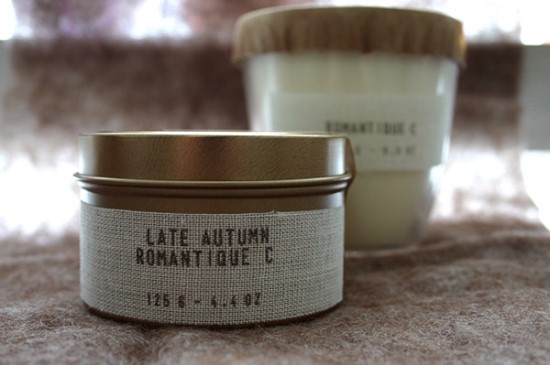 LATE AUTUMN
ROMANTIQUE C
125 G - 4.4 OZ
ROMANTIQUE C